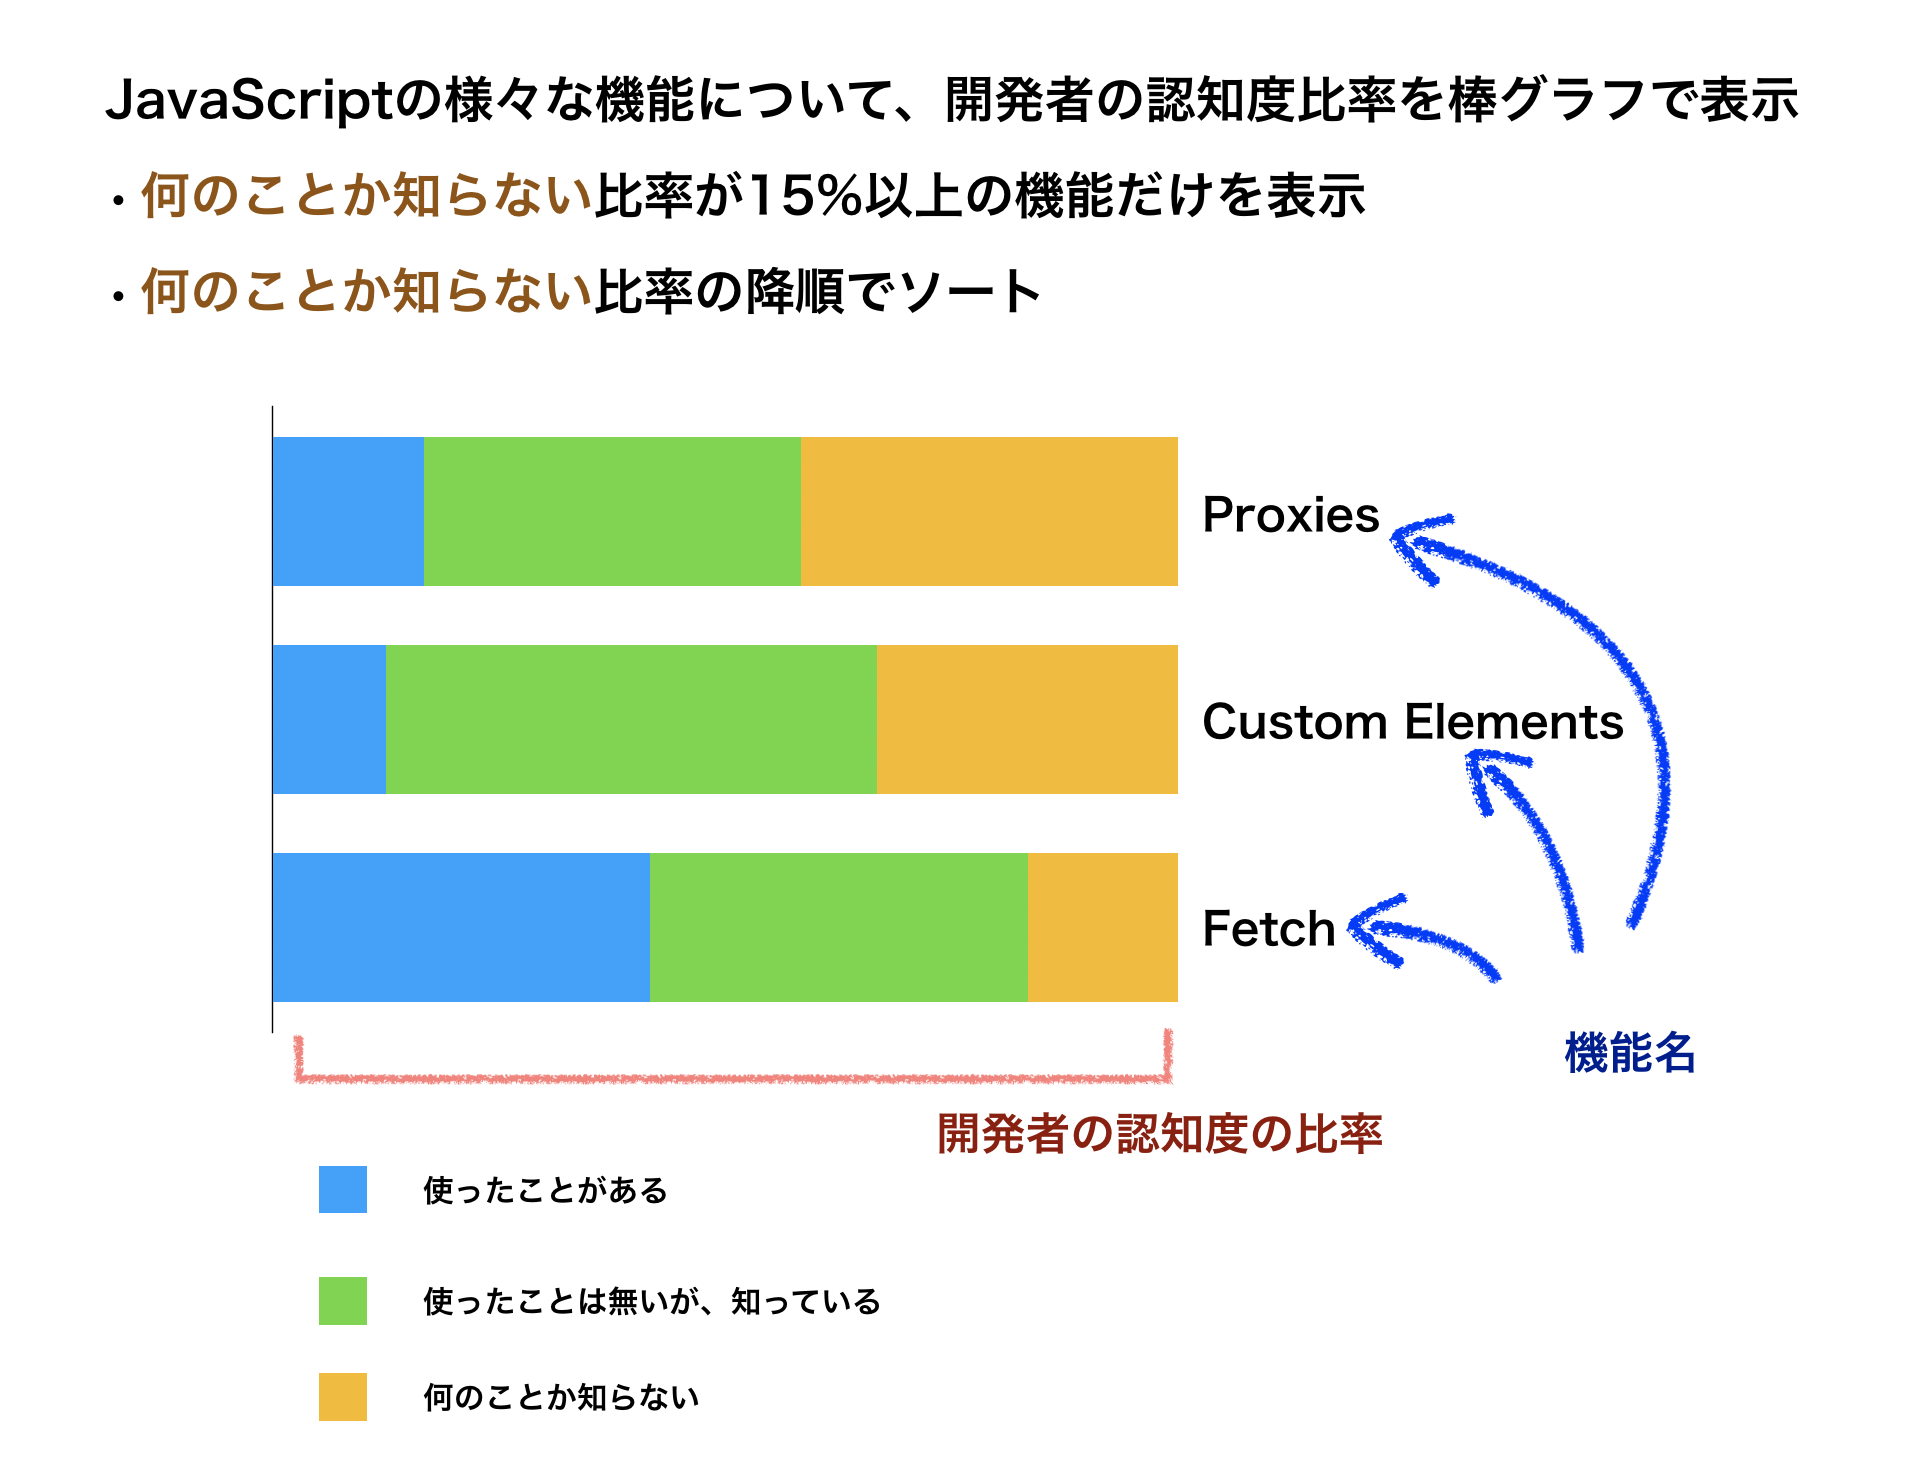 JavaScriptの様々な機能について、開発者の認知度比率を棒グラフで表示
・何のことか知らない比率が15%以上の機能だけを表示
・何のことか知らない比率の降順でソート
Proxies
Custom Elements
Fetch
機能名
開発者の認知度の比率
使ったことがある
使ったことは無いが、知っている
何のことか知らない